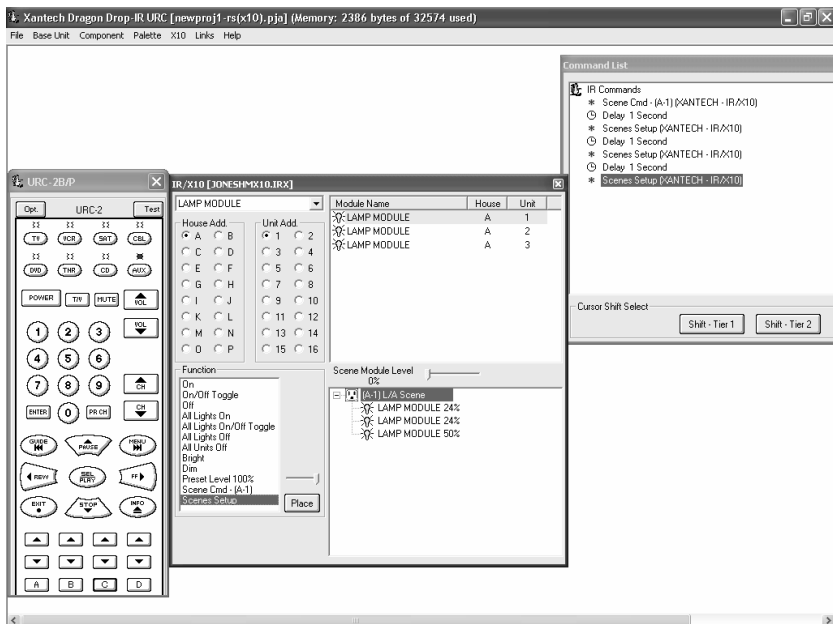 Xantech Dragon Drop-IR URC [newproj1-rs(x10).pja] (Memory: 2386 bytes of 32574 used)
File Base Unit Component Palette X10 Links Help
Command List
IR Commands
Scene Cmd - (A-1) (XANTECH - IR/X10)
Delay 1 Second
Scenes Setup (XANTECH - IR/X10)
Delay 1 Second
Scenes Setup (XANTECH - IR/X10)
Delay 1 Second
Scenes Setup (XANTECH - IR/X10)
Cursor Shift Select
Shift - Tier 1 Shift - Tier 2
URC-2B/P
Opt. URC-2 Test
TV VCR SAT CBL
DVD THR CD AUX
POWER T/V MUTE VOL
1 2 3 VOL
4 5 6
7 8 9 CH
ENTER 0 PR CH CH
GUIDE PAUSE MENU
REW SEL PLAY FF
EXIT STOP INFO
A B C D
IR/X10 [JONESHMX10.IRX]
LAMP MODULE
House Add. Unit Add.
A B 1 2
C D 3 4
E F 5 6
G H 7 8
I J 9 10
K L 11 12
M N 13 14
O P 15 16
Module Name House Unit
LAMP MODULE A 1
LAMP MODULE A 2
LAMP MODULE A 3
Function
On
On/Off Toggle
Off
All Lights On
All Lights On/Off Toggle
All Lights Off
All Units Off
Bright
Dim
Preset Level 100%
Scene Cmd - (A-1)
Scenes Setup
Place
Scene Module Level
0%
(A-1) L/A Scene
LAMP MODULE 24%
LAMP MODULE 24%
LAMP MODULE 50%